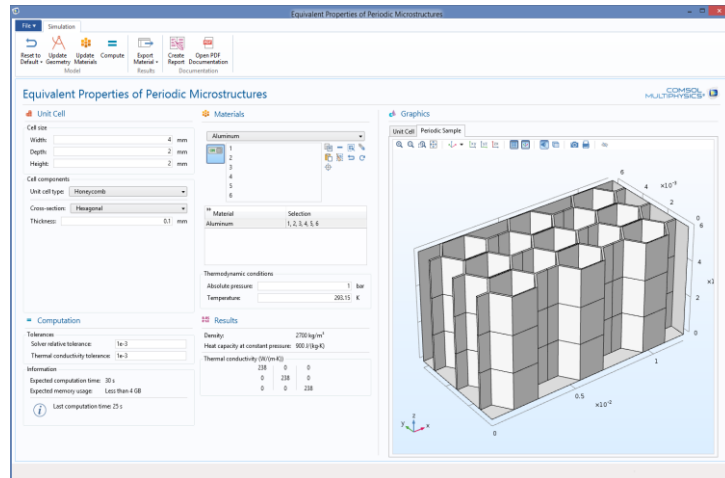 Equivalent Properties of Periodic Microstructures
File
Simulation
Reset to Default
Update Geometry
Update Materials
Compute
Export Material
Create Report
Open PDF Documentation
Model
Results
Documentation
Equivalent Properties of Periodic Microstructures
COMSOL
MULTIPHYSICS
Unit Cell
Cell size
Width: 4 mm
Depth: 2 mm
Height: 2 mm
Cell components
Unit cell type: Honeycomb
Cross-section: Hexagonal
Thickness: 0.1 mm
Computation
Tolerances
Solver relative tolerance: 1e-3
Thermal conductivity tolerance: 1e-3
Information
Expected computation time: 30 s
Expected memory usage: Less than 4 GB
Last computation time: 25 s
Materials
Aluminum
1
2
3
4
5
6
Material Selection
Aluminum 1, 2, 3, 4, 5, 6
Thermodynamic conditions
Absolute pressure: 1 bar
Temperature: 293.15 K
Results
Density: 2700 kg/m³
Heat capacity at constant pressure: 900 J/(kg·K)
Thermal conductivity (W/(m·K))
238 0 0
0 238 0
0 0 238
Graphics
Unit Cell Periodic Sample
6
4
×10⁻³
2
0
6
4
×1
2
0
1
0.5
×10⁻²
0
z
y
x